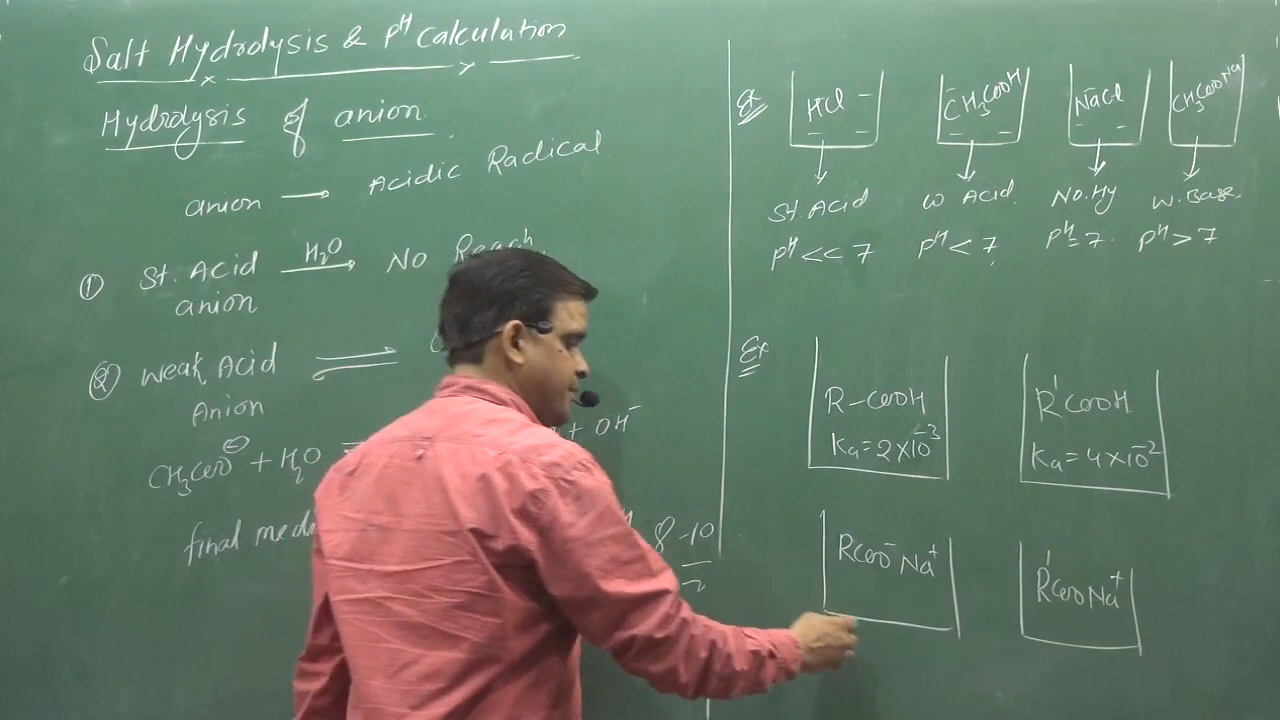 Salt Hydrolysis & pH calculation
Hydrolysis of anion
anion → Acidic Radical
① St. Acid anion H2O → No Reach.
② Weak Acid Anion ⇌
CH3COO⊖ + H2O
+ OH-
final
8-10
Ex
HCl
CH3COOH
NaCl
CH3COONa
St. Acid
W Acid.
No. Hy
W. Base.
pH << 7
pH < 7
pH = 7.
pH > 7
Ex
R-COOH
Ka = 2×10-3
R'COOH
Ka = 4×10-2
RCOO- Na+
R'COONa+